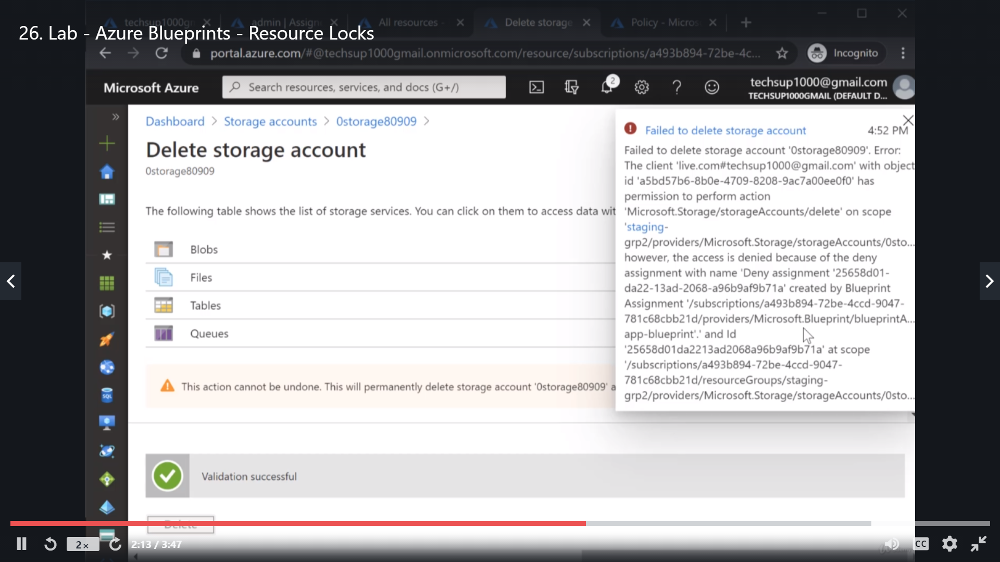 techsup1000gm
admin | Assign
All resources -
Delete storage
Policy - Micros
26. Lab - Azure Blueprints - Resource Locks
portal.azure.com/#@techsup1000gmail.onmicrosoft.com/resource/subscriptions/a493b894-72be-4c...
Incognito
Microsoft Azure
Search resources, services, and docs (G+/)
2
techsup1000@gmail.com
TECHSUP1000GMAIL (DEFAULT D...
Dashboard > Storage accounts > 0storage80909 >
Delete storage account
0storage80909
The following table shows the list of storage services. You can click on them to access data wit
Blobs
Files
Tables
Queues
This action cannot be undone. This will permanently delete storage account '0storage80909' a
Validation successful
Delete
Failed to delete storage account
4:52 PM
Failed to delete storage account '0storage80909'. Error:
The client 'live.com#techsup1000@gmail.com' with object
id 'a5bd57b6-8b0e-4709-8208-9ac7a00ee0f0' has
permission to perform action
'Microsoft.Storage/storageAccounts/delete' on scope
'staging-
grp2/providers/Microsoft.Storage/storageAccounts/0sto...
however, the access is denied because of the deny
assignment with name 'Deny assignment '25658d01-
da22-13ad-2068-a96b9af9b71a' created by Blueprint
Assignment '/subscriptions/a493b894-72be-4ccd-9047-
781c68cbb21d/providers/Microsoft.Blueprint/blueprintA...
app-blueprint'.' and Id
'25658d01da2213ad2068a96b9af9b71a' at scope
'/subscriptions/a493b894-72be-4ccd-9047-
781c68cbb21d/resourceGroups/staging-
grp2/providers/Microsoft.Storage/storageAccounts/0sto...
SQL
2x
2:13 / 3:47
CC